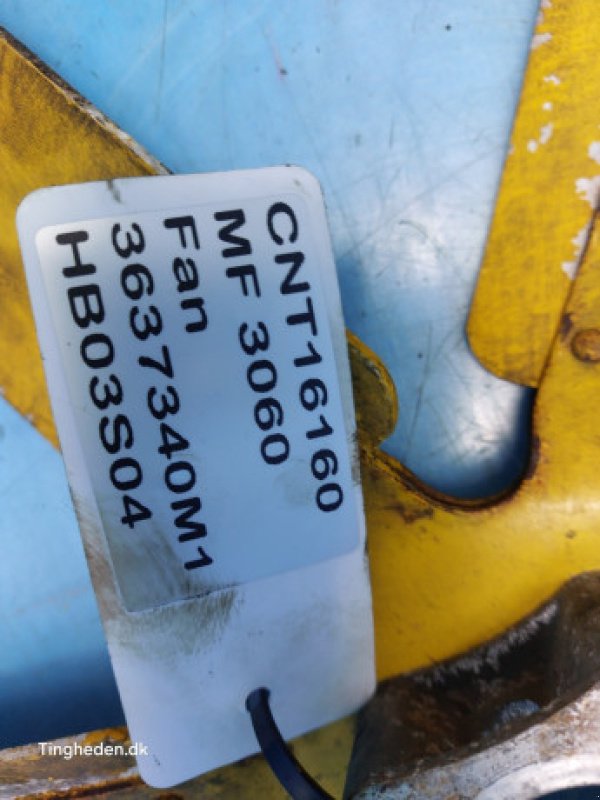 CNT16160
MF 3060
Fan
3637340M1
HB03S04
Tingheden.dk